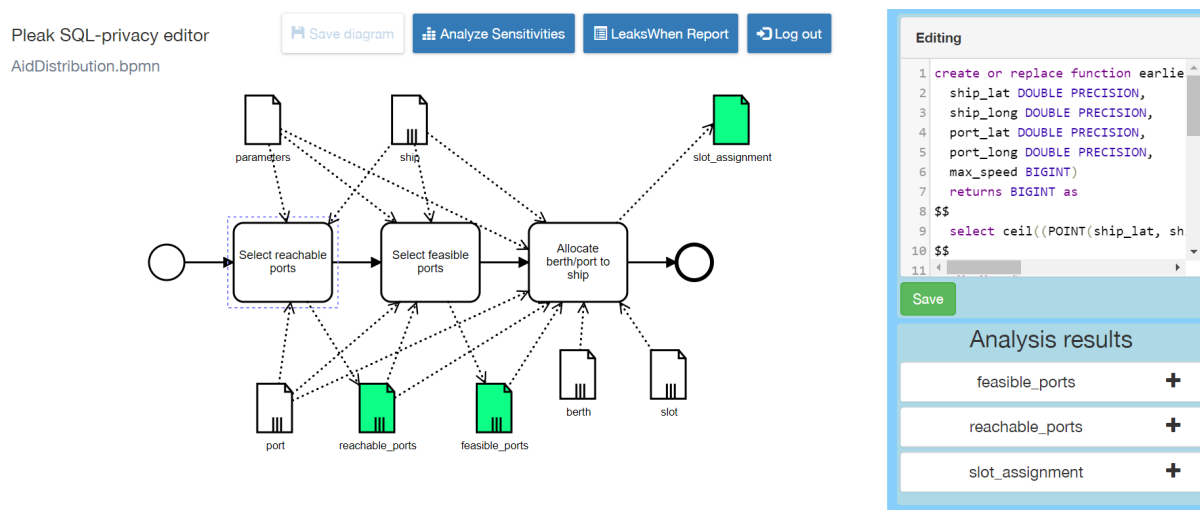 Pleak SQL-privacy editor
AidDistribution.bpmn
Save diagram
Analyze Sensitivities
LeaksWhen Report
Log out
parameters
ship
slot_assignment
Select reachable
ports
Select feasible
ports
Allocate
berth/port to
ship
port
reachable_ports
feasible_ports
berth
slot
Editing
1 create or replace function earlie
2 ship_lat DOUBLE PRECISION,
3 ship_long DOUBLE PRECISION,
4 port_lat DOUBLE PRECISION,
5 port_long DOUBLE PRECISION,
6 max_speed BIGINT)
7 returns BIGINT as
8 $$
9 select ceil((POINT(ship_lat, sh
10 $$
11
Save
Analysis results
feasible_ports
reachable_ports
slot_assignment